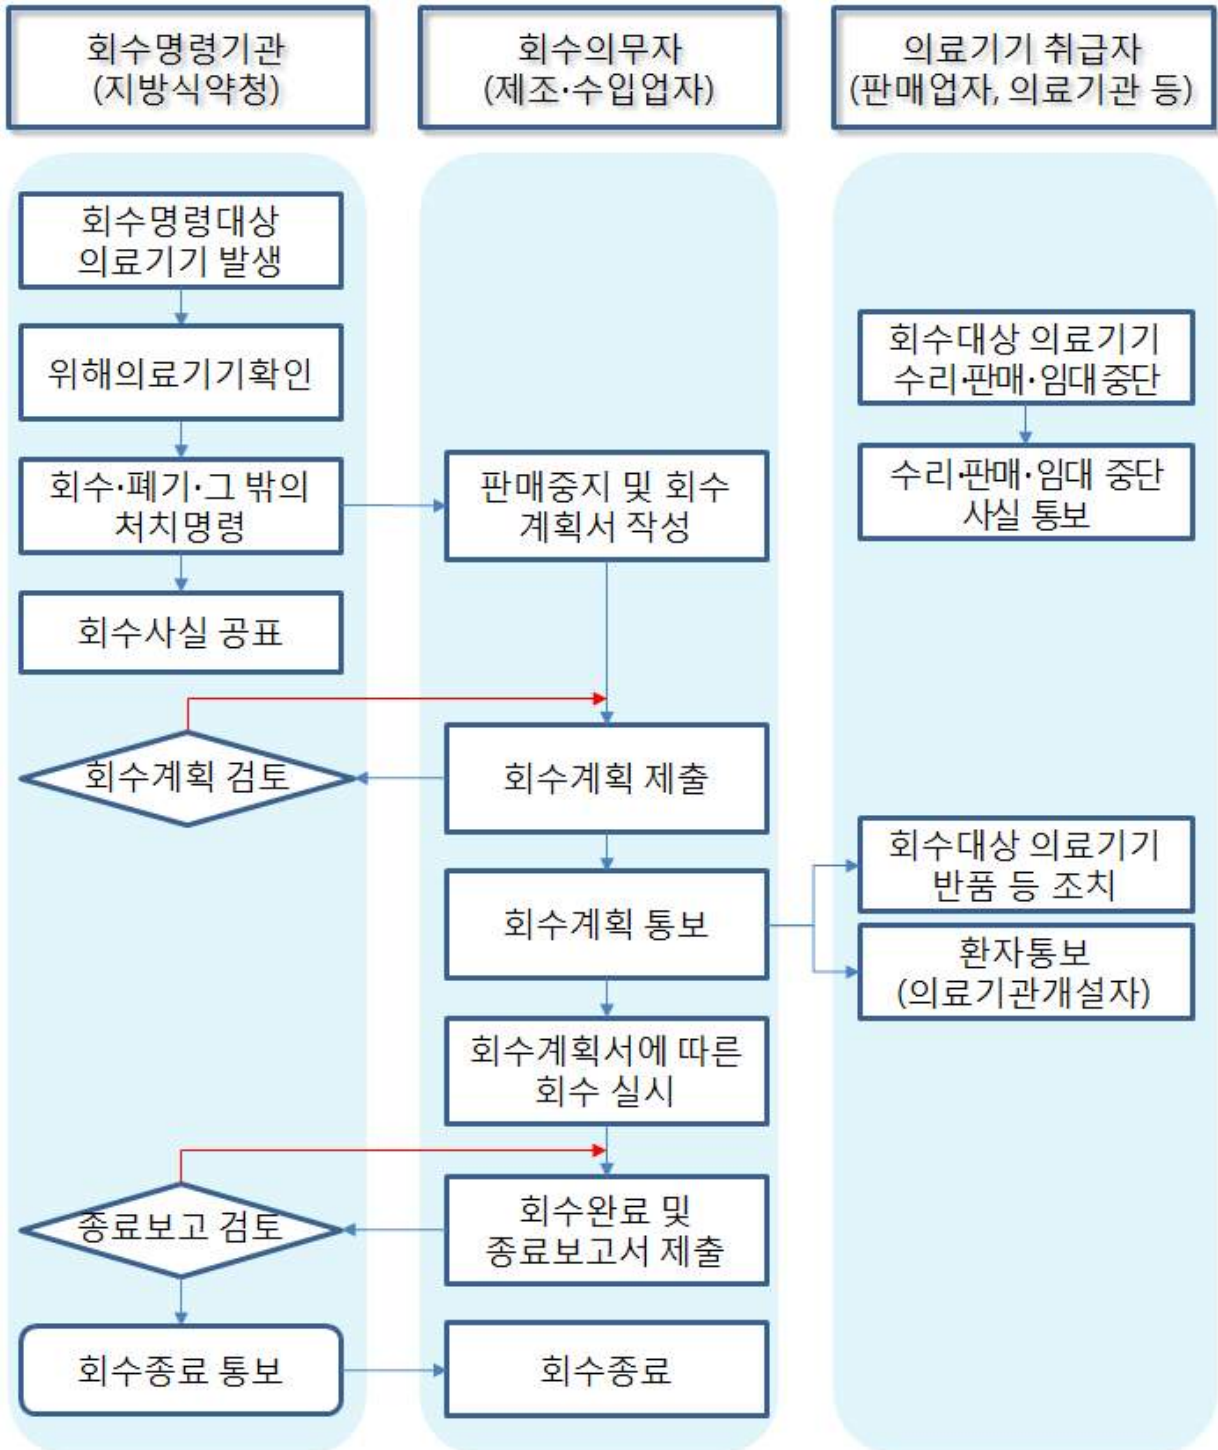 회수명령기관
(지방식약청)
회수의무자
(제조·수입업자)
의료기기 취급자
(판매업자, 의료기관 등)
회수명령대상
의료기기 발생
위해의료기기확인
회수대상 의료기기
수리·판매·임대 중단
회수·폐기·그 밖의
처치명령
판매중지 및 회수
계획서 작성
수리·판매·임대 중단
사실 통보
회수사실 공표
회수계획 검토
회수계획 제출
회수대상 의료기기
반품 등 조치
회수계획 통보
환자통보
(의료기관개설자)
회수계획서에 따른
회수 실시
종료보고 검토
회수완료 및
종료보고서 제출
회수종료 통보
회수종료